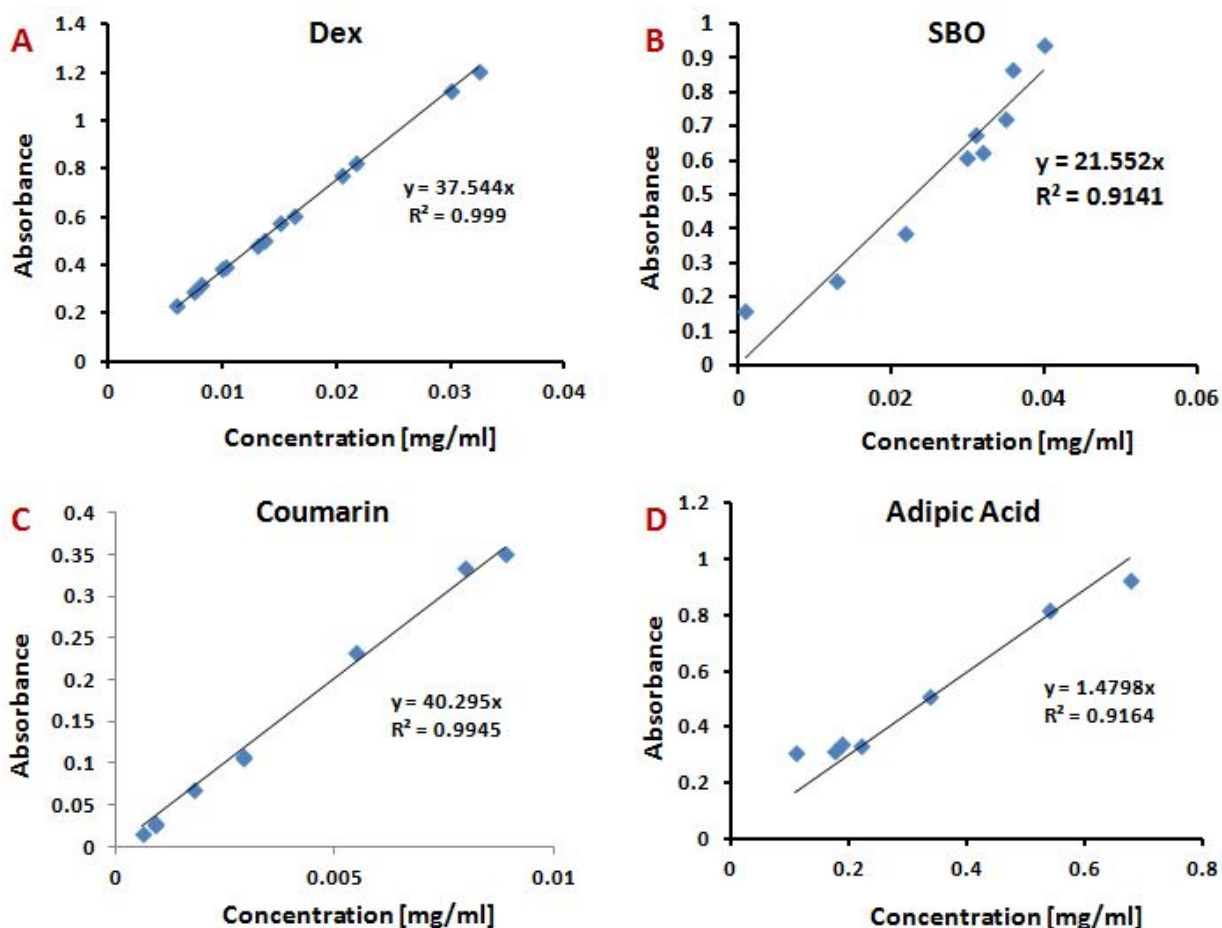 A
Dex
1.4
1.2
1
0.8
0.6
0.4
0.2
0
Absorbance
y = 37.544x
R² = 0.999
0
0.01
0.02
0.03
0.04
Concentration [mg/ml]
B
SBO
1
0.9
0.8
0.7
0.6
0.5
0.4
0.3
0.2
0.1
0
Absorbance
y = 21.552x
R² = 0.9141
0
0.02
0.04
0.06
Concentration [mg/ml]
C
Coumarin
0.4
0.35
0.3
0.25
0.2
0.15
0.1
0.05
0
Absorbance
y = 40.295x
R² = 0.9945
0
0.005
0.01
Concentration [mg/ml]
D
Adipic Acid
1.2
1
0.8
0.6
0.4
0.2
0
Absorbance
y = 1.4798x
R² = 0.9164
0
0.2
0.4
0.6
0.8
Concentration [mg/ml]